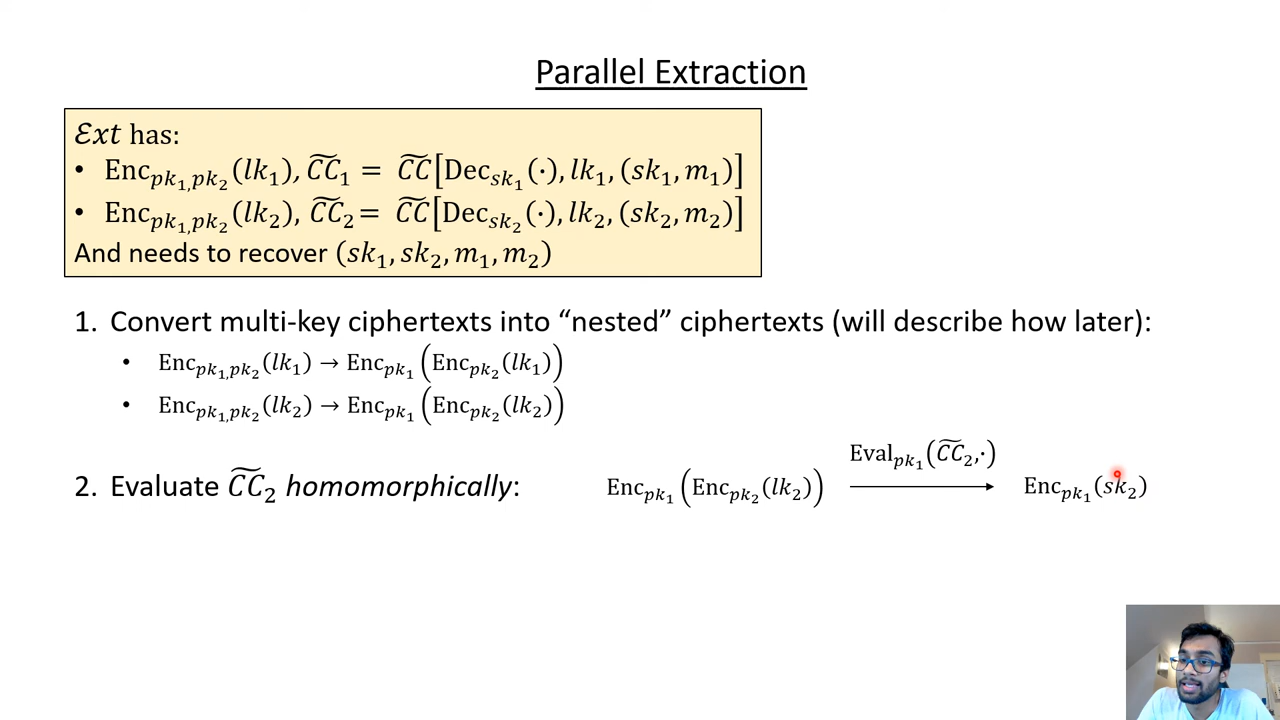 Parallel Extraction
ℰxt has:
• Enc_{pk_1,pk_2}(lk_1), C͠C_1 = C͠C[Dec_{sk_1}(·), lk_1, (sk_1, m_1)]
• Enc_{pk_1,pk_2}(lk_2), C͠C_2 = C͠C[Dec_{sk_2}(·), lk_2, (sk_2, m_2)]
And needs to recover (sk_1, sk_2, m_1, m_2)
1. Convert multi-key ciphertexts into “nested” ciphertexts (will describe how later):
• Enc_{pk_1,pk_2}(lk_1) → Enc_{pk_1}(Enc_{pk_2}(lk_1))
• Enc_{pk_1,pk_2}(lk_2) → Enc_{pk_1}(Enc_{pk_2}(lk_2))
Eval_{pk_1}(C͠C_2,·)
2. Evaluate C͠C_2 homomorphically: Enc_{pk_1}(Enc_{pk_2}(lk_2)) → Enc_{pk_1}(sk_2)